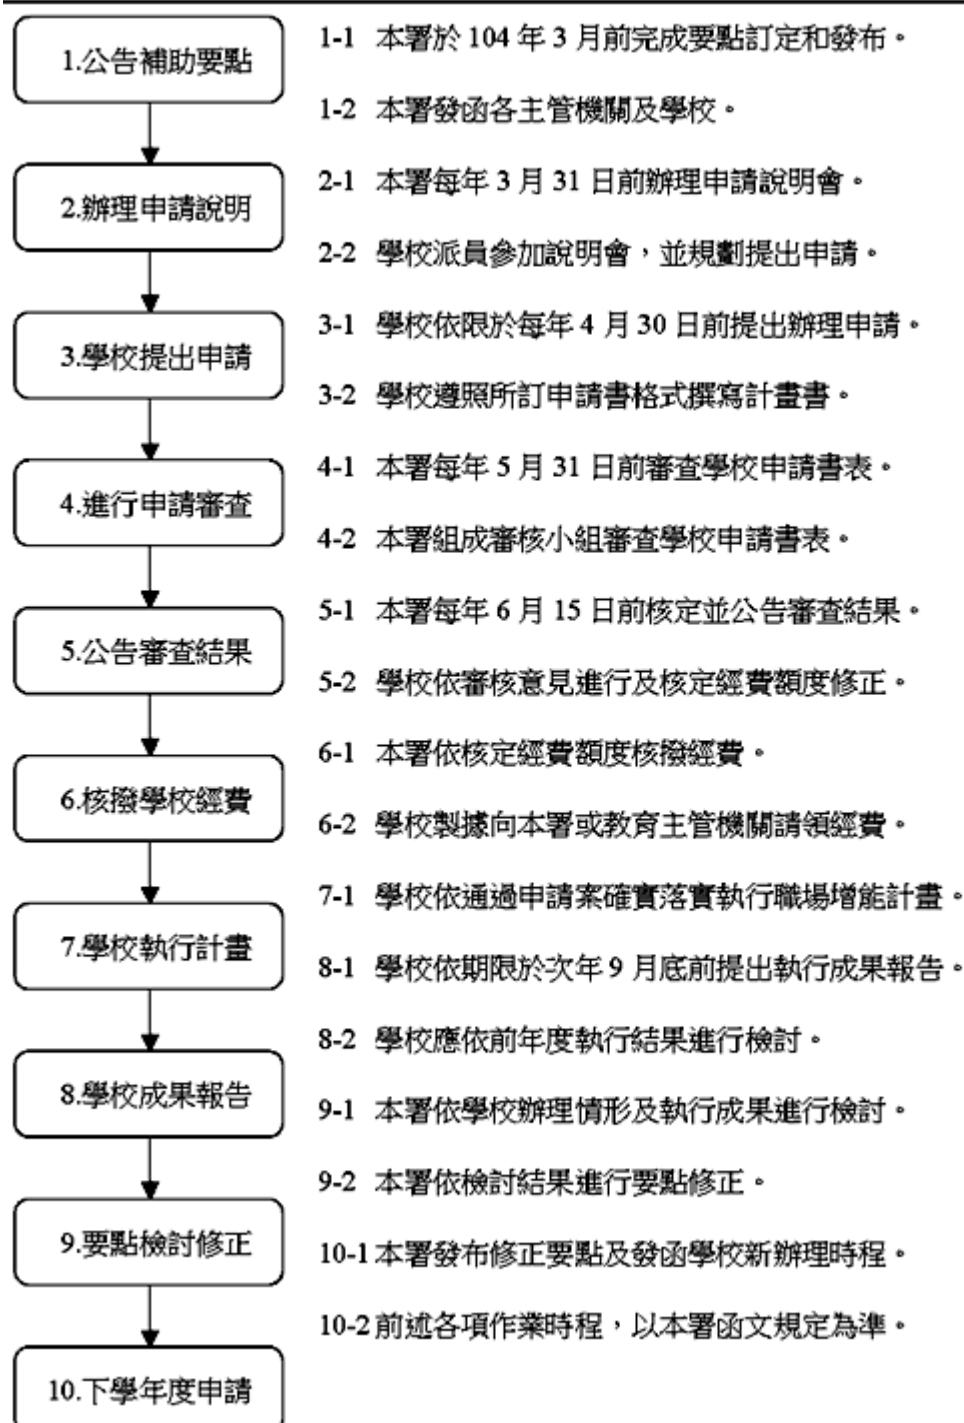 1.公告補助要點
2.辦理申請說明
3.學校提出申請
4.進行申請審查
5.公告審查結果
6.核撥學校經費
7.學校執行計畫
8.學校成果報告
9.要點檢討修正
10.下學年度申請
1-1 本署於 104 年 3 月前完成要點訂定和發布。
1-2 本署發函各主管機關及學校。
2-1 本署每年 3 月 31 日前辦理申請說明會。
2-2 學校派員參加說明會，並規劃提出申請。
3-1 學校依限於每年 4 月 30 日前提出辦理申請。
3-2 學校遵照所訂申請書格式撰寫計畫書。
4-1 本署每年 5 月 31 日前審查學校申請書表。
4-2 本署組成審核小組審查學校申請書表。
5-1 本署每年 6 月 15 日前核定並公告審查結果。
5-2 學校依審核意見進行及核定經費額度修正。
6-1 本署依核定經費額度核撥經費。
6-2 學校製據向本署或教育主管機關請領經費。
7-1 學校依通過申請案確實落實執行職場增能計畫。
8-1 學校依期限於次年 9 月底前提出執行成果報告。
8-2 學校應依前年度執行結果進行檢討。
9-1 本署依學校辦理情形及執行成果進行檢討。
9-2 本署依檢討結果進行要點修正。
10-1 本署發布修正要點及發函學校新辦理時程。
10-2 前述各項作業時程，以本署函文規定為準。